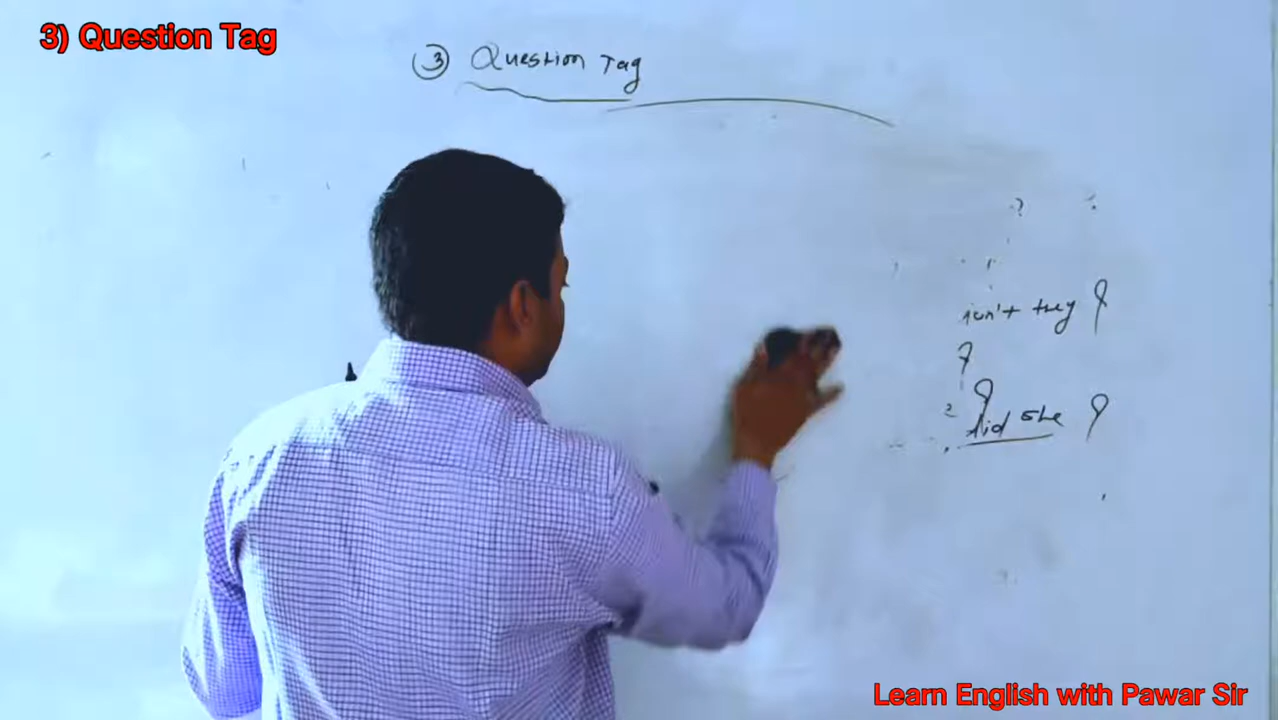 3) Question Tag
3 Question Tag
isn't they ?
?
did she ?
Learn English with Pawar Sir